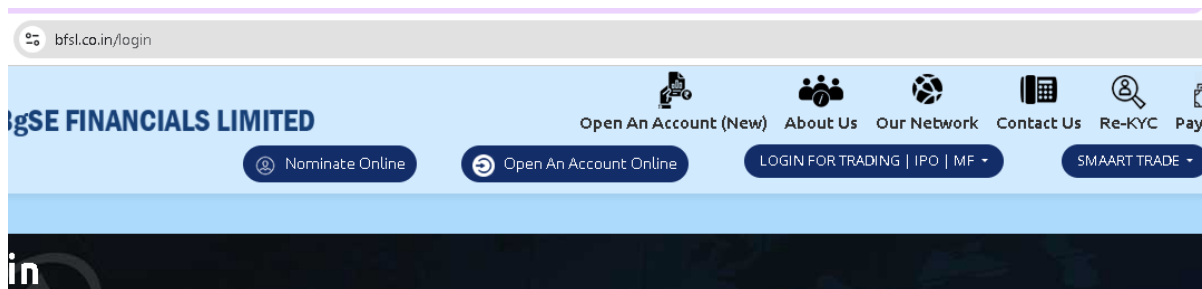 bfsl.co.in/login
BgSE FINANCIALS LIMITED
Open An Account (New) About Us Our Network Contact Us Re-KYC Pay
Nominate Online Open An Account Online LOGIN FOR TRADING | IPO | MF SMAART TRADE
in